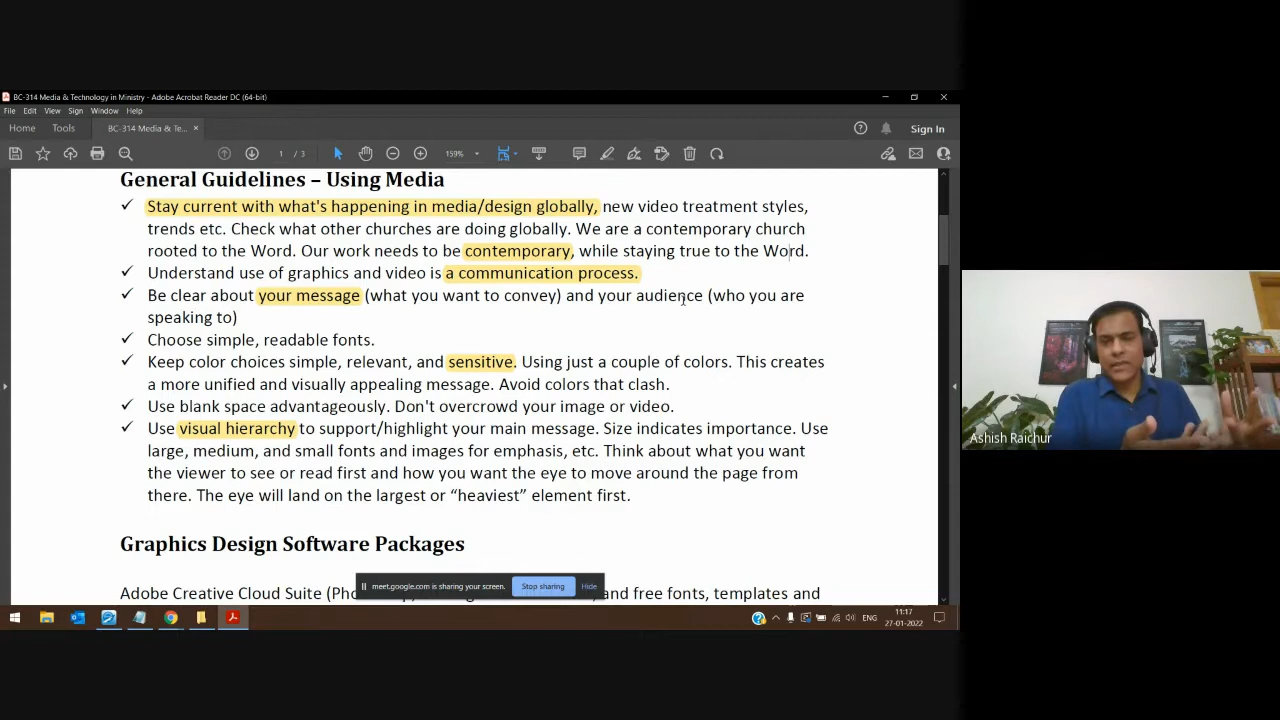 BC-314 Media & Technology in Ministry - Adobe Acrobat Reader DC (64-bit)
File Edit View Sign Window Help
Home Tools BC-314 Media & Te... × Sign In
1 / 3 159%
General Guidelines – Using Media
✓ Stay current with what's happening in media/design globally, new video treatment styles,
trends etc. Check what other churches are doing globally. We are a contemporary church
rooted to the Word. Our work needs to be contemporary, while staying true to the Word.
✓ Understand use of graphics and video is a communication process.
✓ Be clear about your message (what you want to convey) and your audience (who you are
speaking to)
✓ Choose simple, readable fonts.
✓ Keep color choices simple, relevant, and sensitive. Using just a couple of colors. This creates
a more unified and visually appealing message. Avoid colors that clash.
✓ Use blank space advantageously. Don't overcrowd your image or video.
✓ Use visual hierarchy to support/highlight your main message. Size indicates importance. Use
large, medium, and small fonts and images for emphasis, etc. Think about what you want
the viewer to see or read first and how you want the eye to move around the page from
there. The eye will land on the largest or “heaviest” element first.
Graphics Design Software Packages
meet.google.com is sharing your screen. Stop sharing Hide
Adobe Creative Cloud Suite and free fonts, templates and
ENG 11:17
27-01-2022
Ashish Raichur